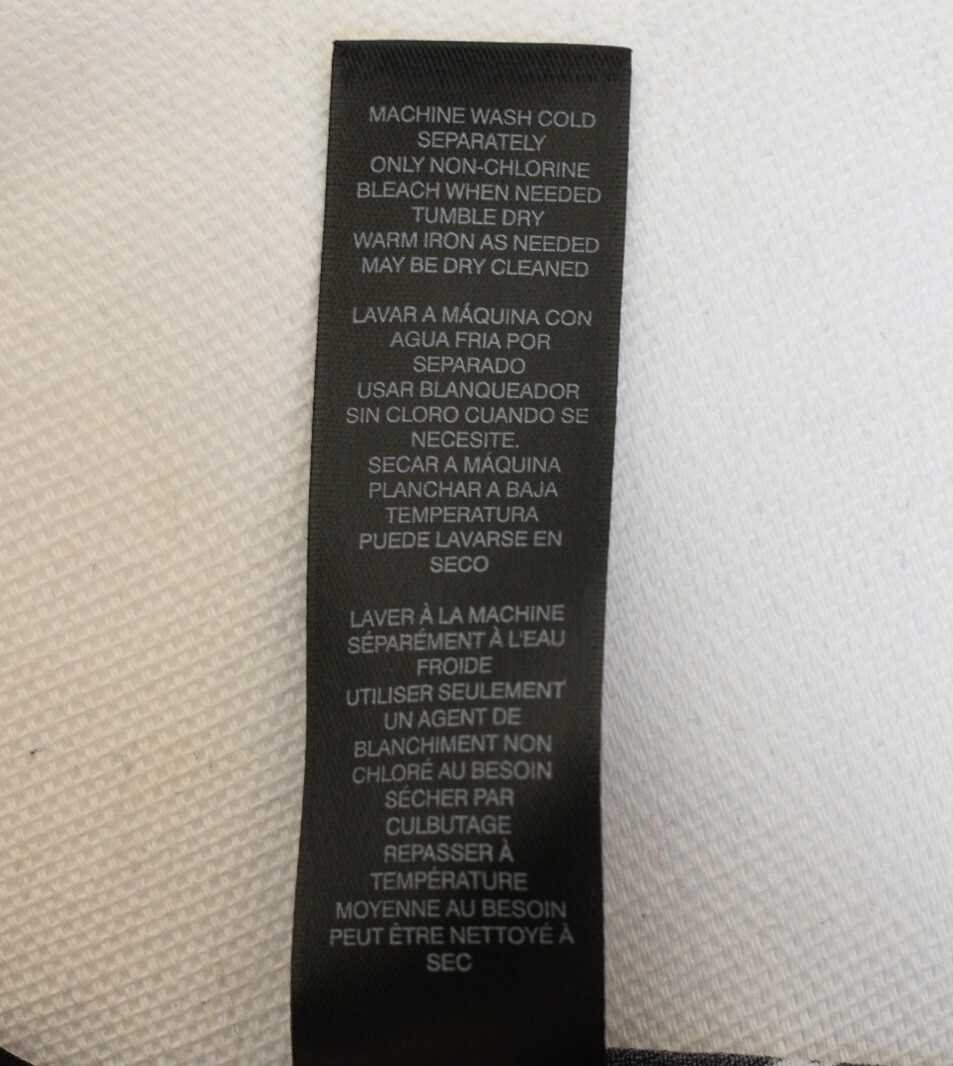 MACHINE WASH COLD
SEPARATELY
ONLY NON-CHLORINE
BLEACH WHEN NEEDED
TUMBLE DRY
WARM IRON AS NEEDED
MAY BE DRY CLEANED
LAVAR A MÁQUINA CON
AGUA FRIA POR
SEPARADO
USAR BLANQUEADOR
SIN CLORO CUANDO SE
NECESITE.
SECAR A MÁQUINA
PLANCHAR A BAJA
TEMPERATURA
PUEDE LAVARSE EN
SECO
LAVER À LA MACHINE
SÉPARÉMENT À L'EAU
FROIDE
UTILISER SEULEMENT
UN AGENT DE
BLANCHIMENT NON
CHLORÉ AU BESOIN
SÉCHER PAR
CULBUTAGE
REPASSER À
TEMPÉRATURE
MOYENNE AU BESOIN
PEUT ÊTRE NETTOYÉ À
SEC